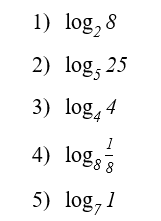 1) log₂ 8
2) log₅ 25
3) log₄ 4
4) log₈ 1/8
5) log₇ 1